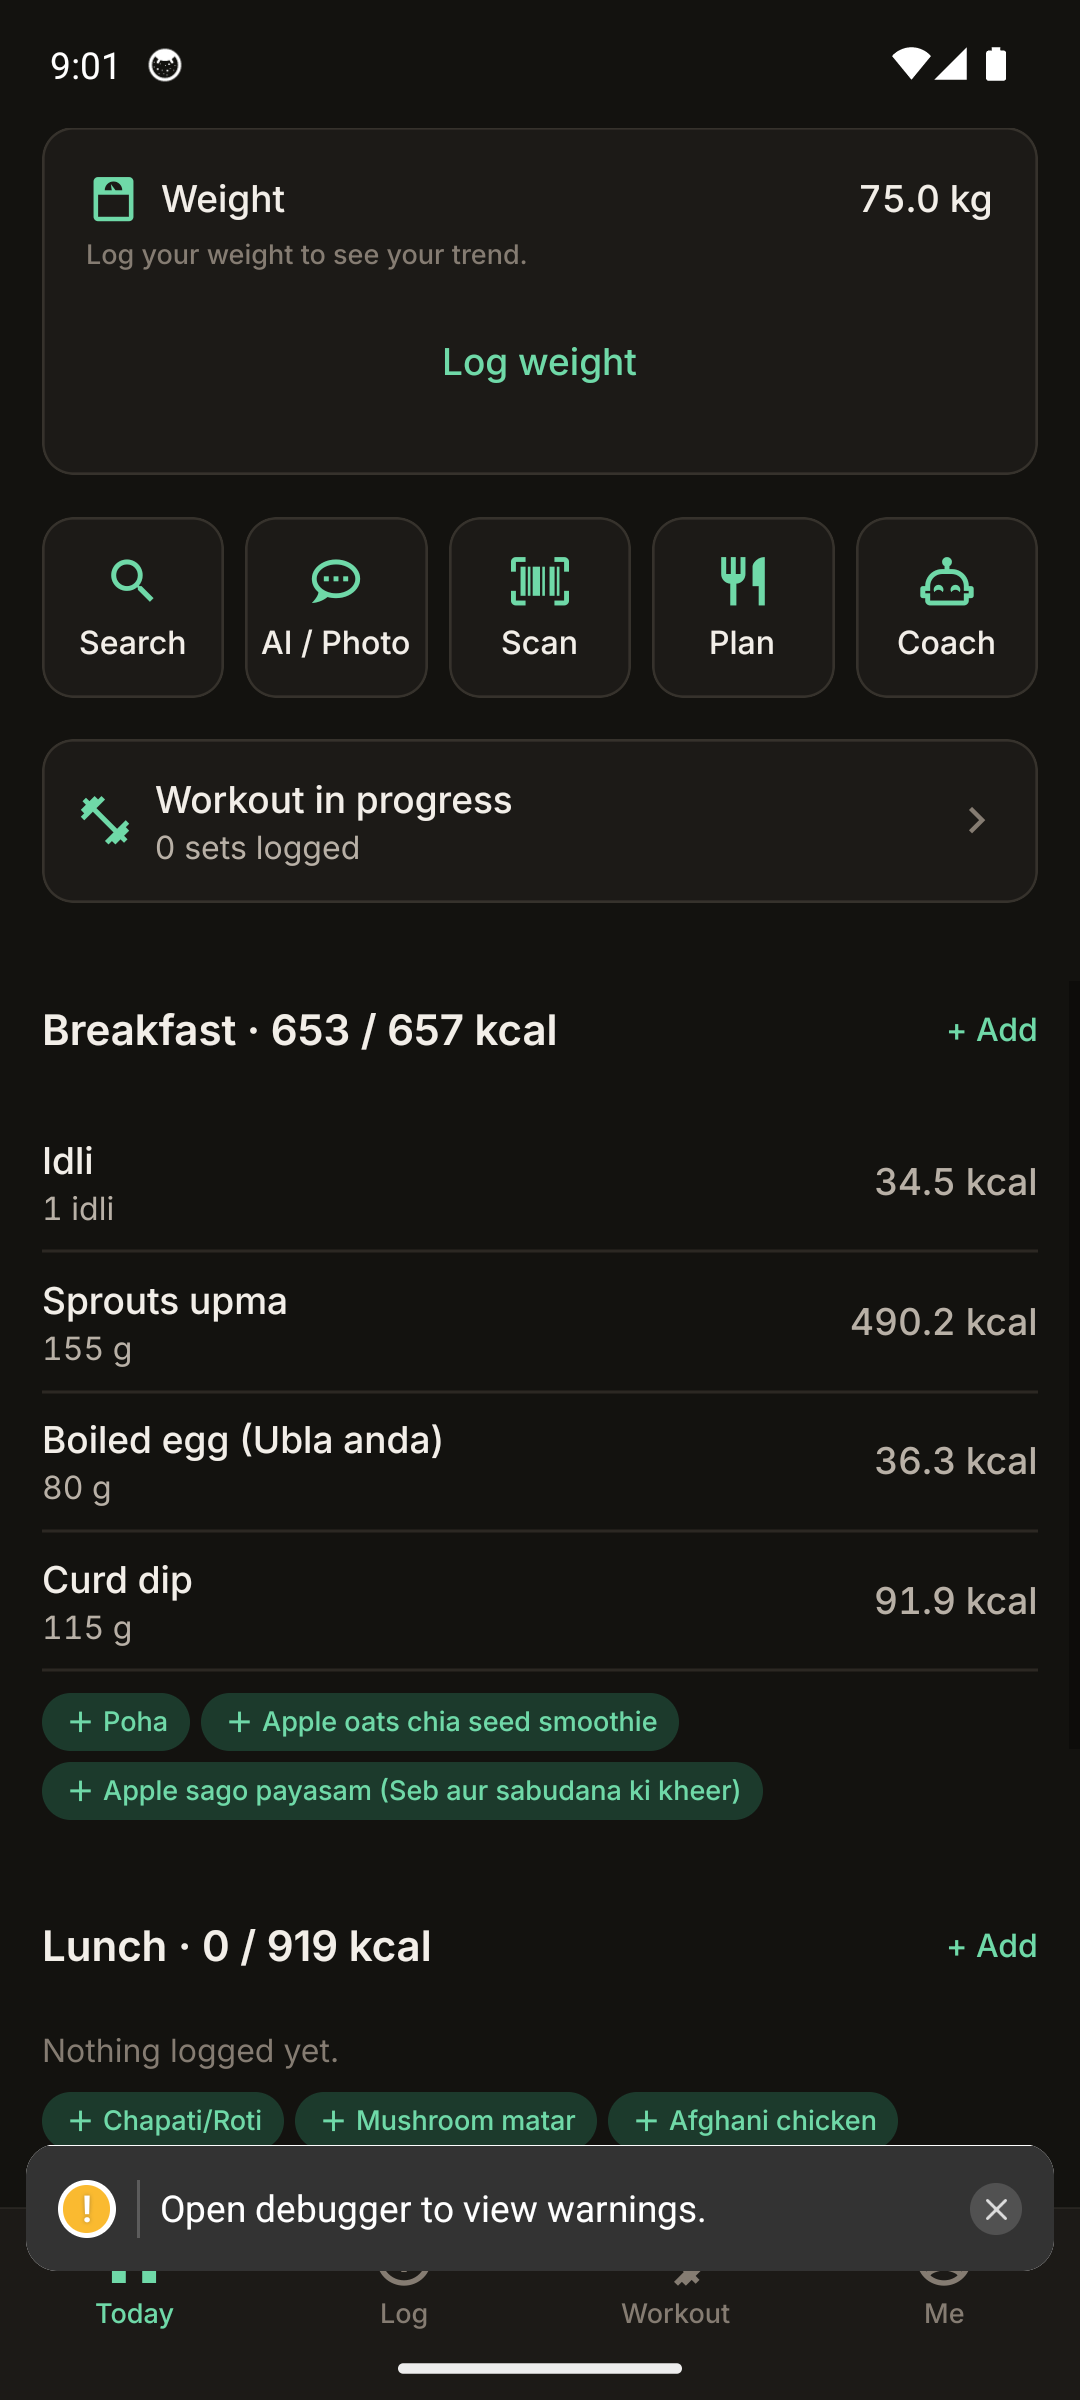 9:01
Weight
75.0 kg
Log your weight to see your trend.
Log weight
Search
AI / Photo
Scan
Plan
Coach
Workout in progress
0 sets logged
Breakfast · 653 / 657 kcal
+ Add
Idli
1 idli
34.5 kcal
Sprouts upma
155 g
490.2 kcal
Boiled egg (Ubla anda)
80 g
36.3 kcal
Curd dip
115 g
91.9 kcal
+ Poha
+ Apple oats chia seed smoothie
+ Apple sago payasam (Seb aur sabudana ki kheer)
Lunch · 0 / 919 kcal
+ Add
Nothing logged yet.
+ Chapati/Roti
+ Mushroom matar
+ Afghani chicken
! Open debugger to view warnings.
Today
Log
Workout
Me